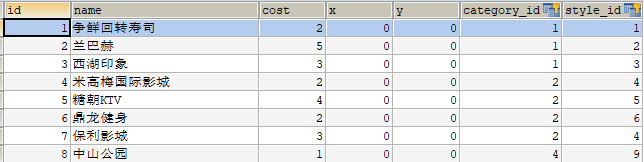 id name cost x y category_id style_id
1 争鲜回转寿司 2 0 0 1 1
2 兰巴赫 5 0 0 1 2
3 西湖印象 3 0 0 1 3
4 米高梅国际影城 2 0 0 2 4
5 糖朝KTV 4 0 0 2 5
6 鼎龙健身 2 0 0 2 6
7 保利影城 3 0 0 2 4
8 中山公园 1 0 0 4 9